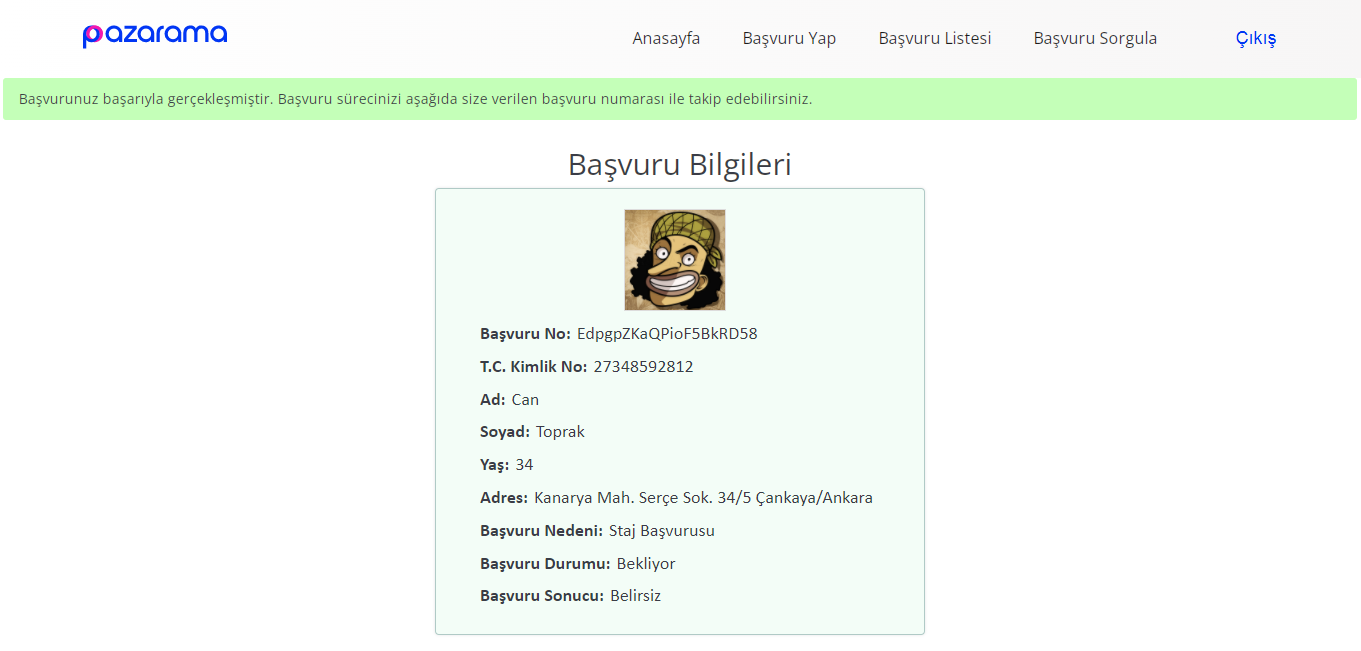 pazarama
Anasayfa Başvuru Yap Başvuru Listesi Başvuru Sorgula Çıkış
Başvurunuz başarıyla gerçekleşmiştir. Başvuru sürecinizi aşağıda size verilen başvuru numarası ile takip edebilirsiniz.
Başvuru Bilgileri
Başvuru No: EdpgpZKaQPioF5BkRD58
T.C. Kimlik No: 27348592812
Ad: Can
Soyad: Toprak
Yaş: 34
Adres: Kanarya Mah. Serçe Sok. 34/5 Çankaya/Ankara
Başvuru Nedeni: Staj Başvurusu
Başvuru Durumu: Bekliyor
Başvuru Sonucu: Belirsiz